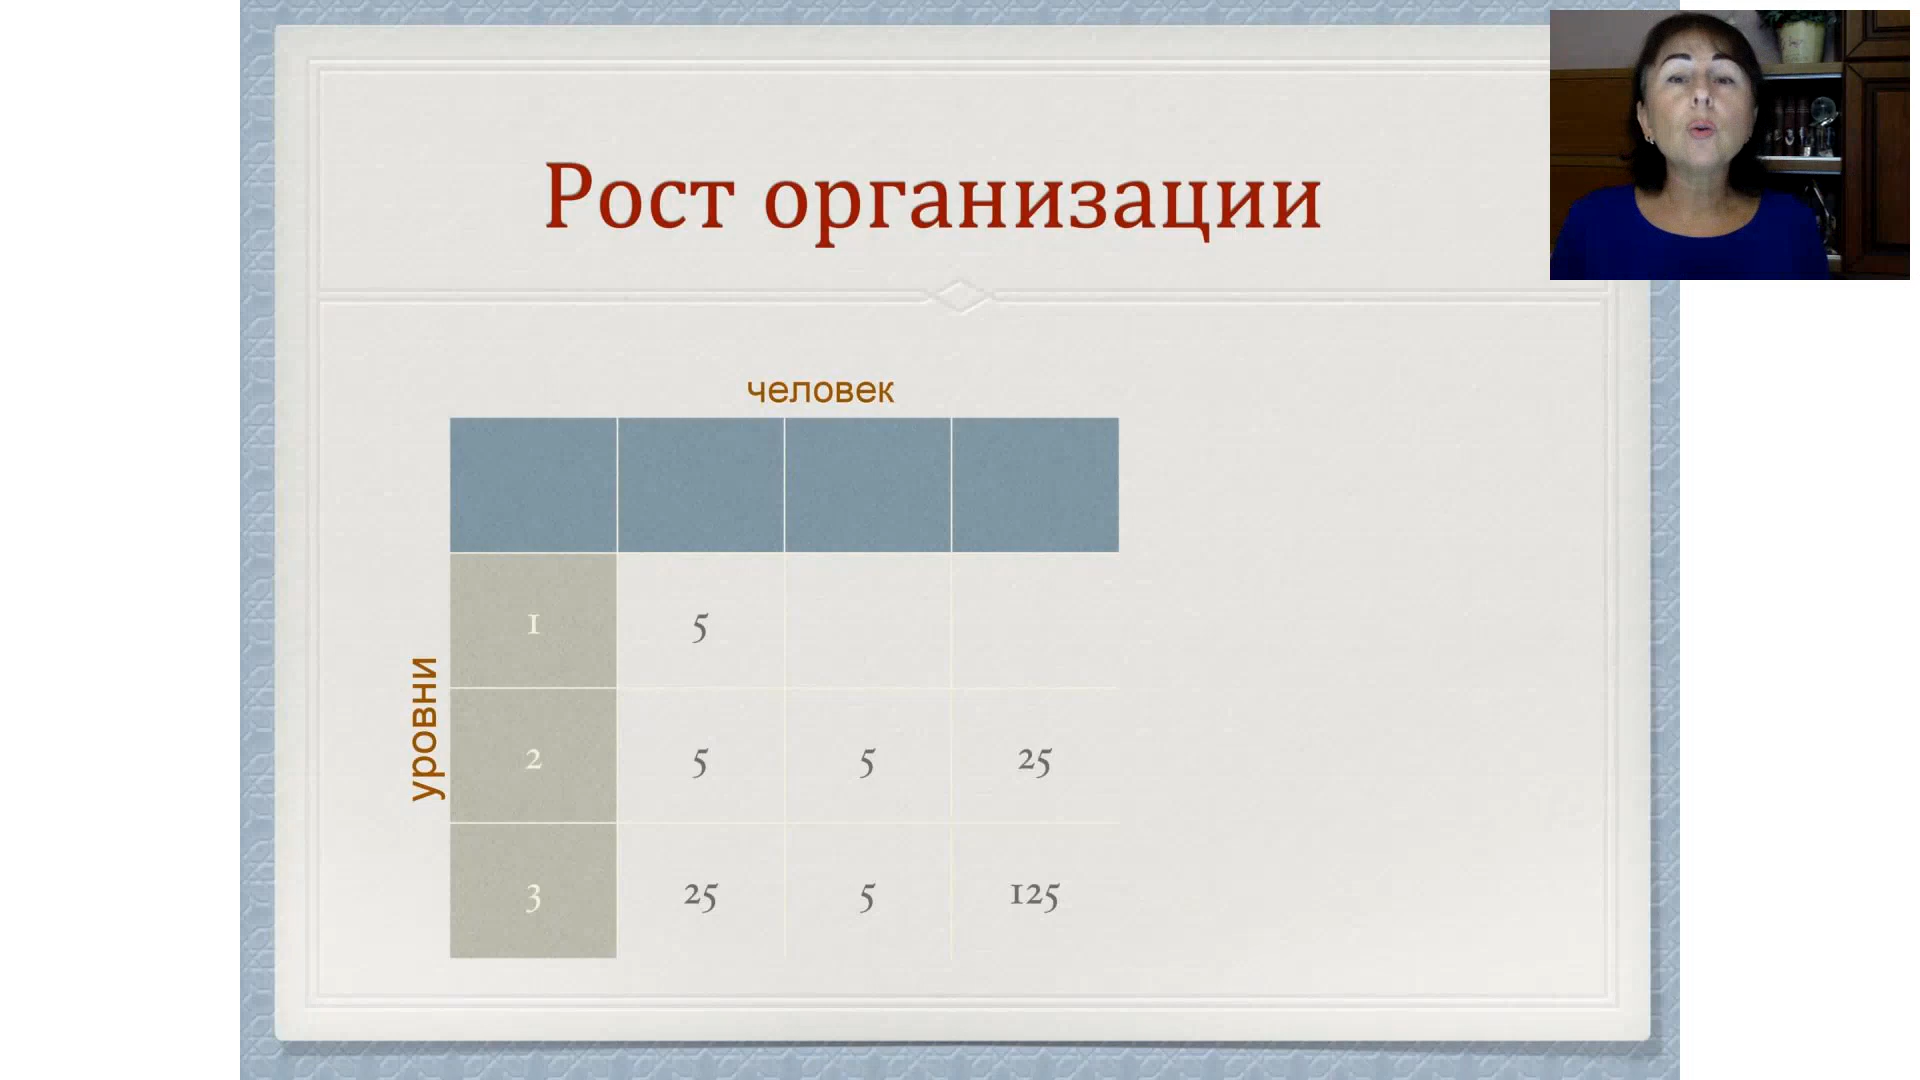 Рост организации
человек
уровни
1 5
2 5 5 25
3 25 5 125